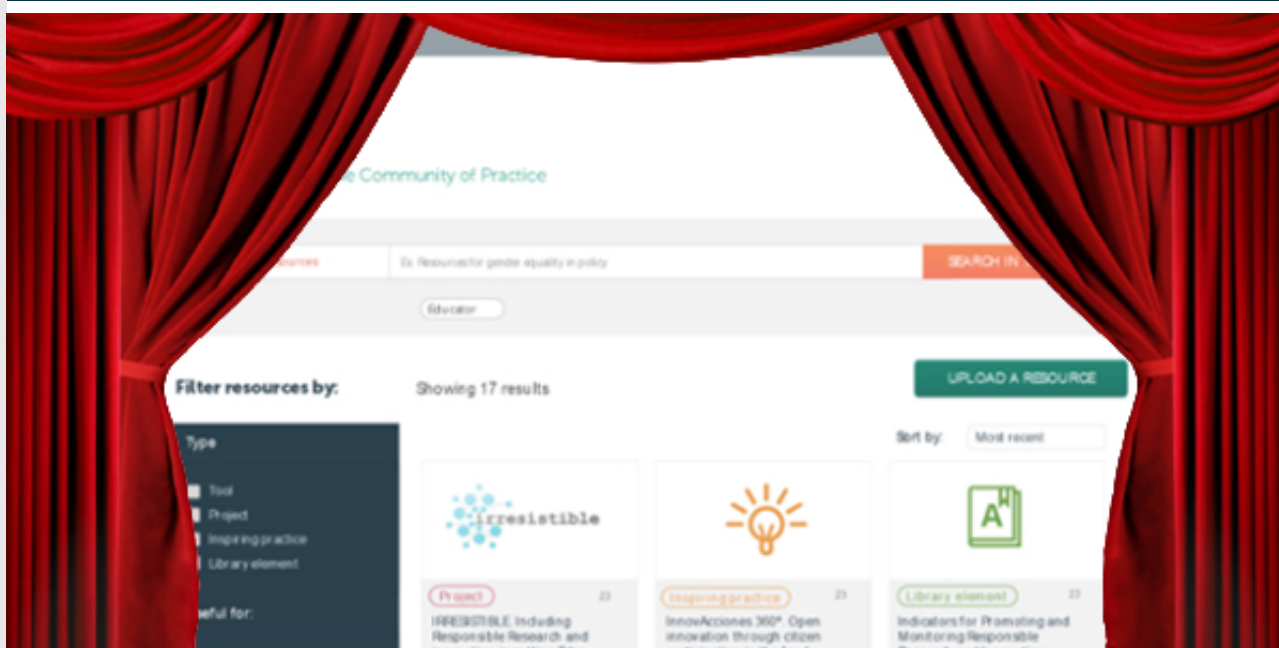 Community of Practice
Ex. Resources for gender equality in policy
SEARCH IN
Educator
Filter resources by:
Showing 17 results
UPLOAD A RESOURCE
Type
Sort by:
Most recent
Tool
Project
Inspiring practice
Library element
irresistible
A
Project
23
Inspiring practice
23
Library element
23
IRRESISTIBLE. Including
Responsible Research and
InnovAcciones 360º. Open
innovation through citizen
Indicators for Promoting and
Monitoring Responsible
for: